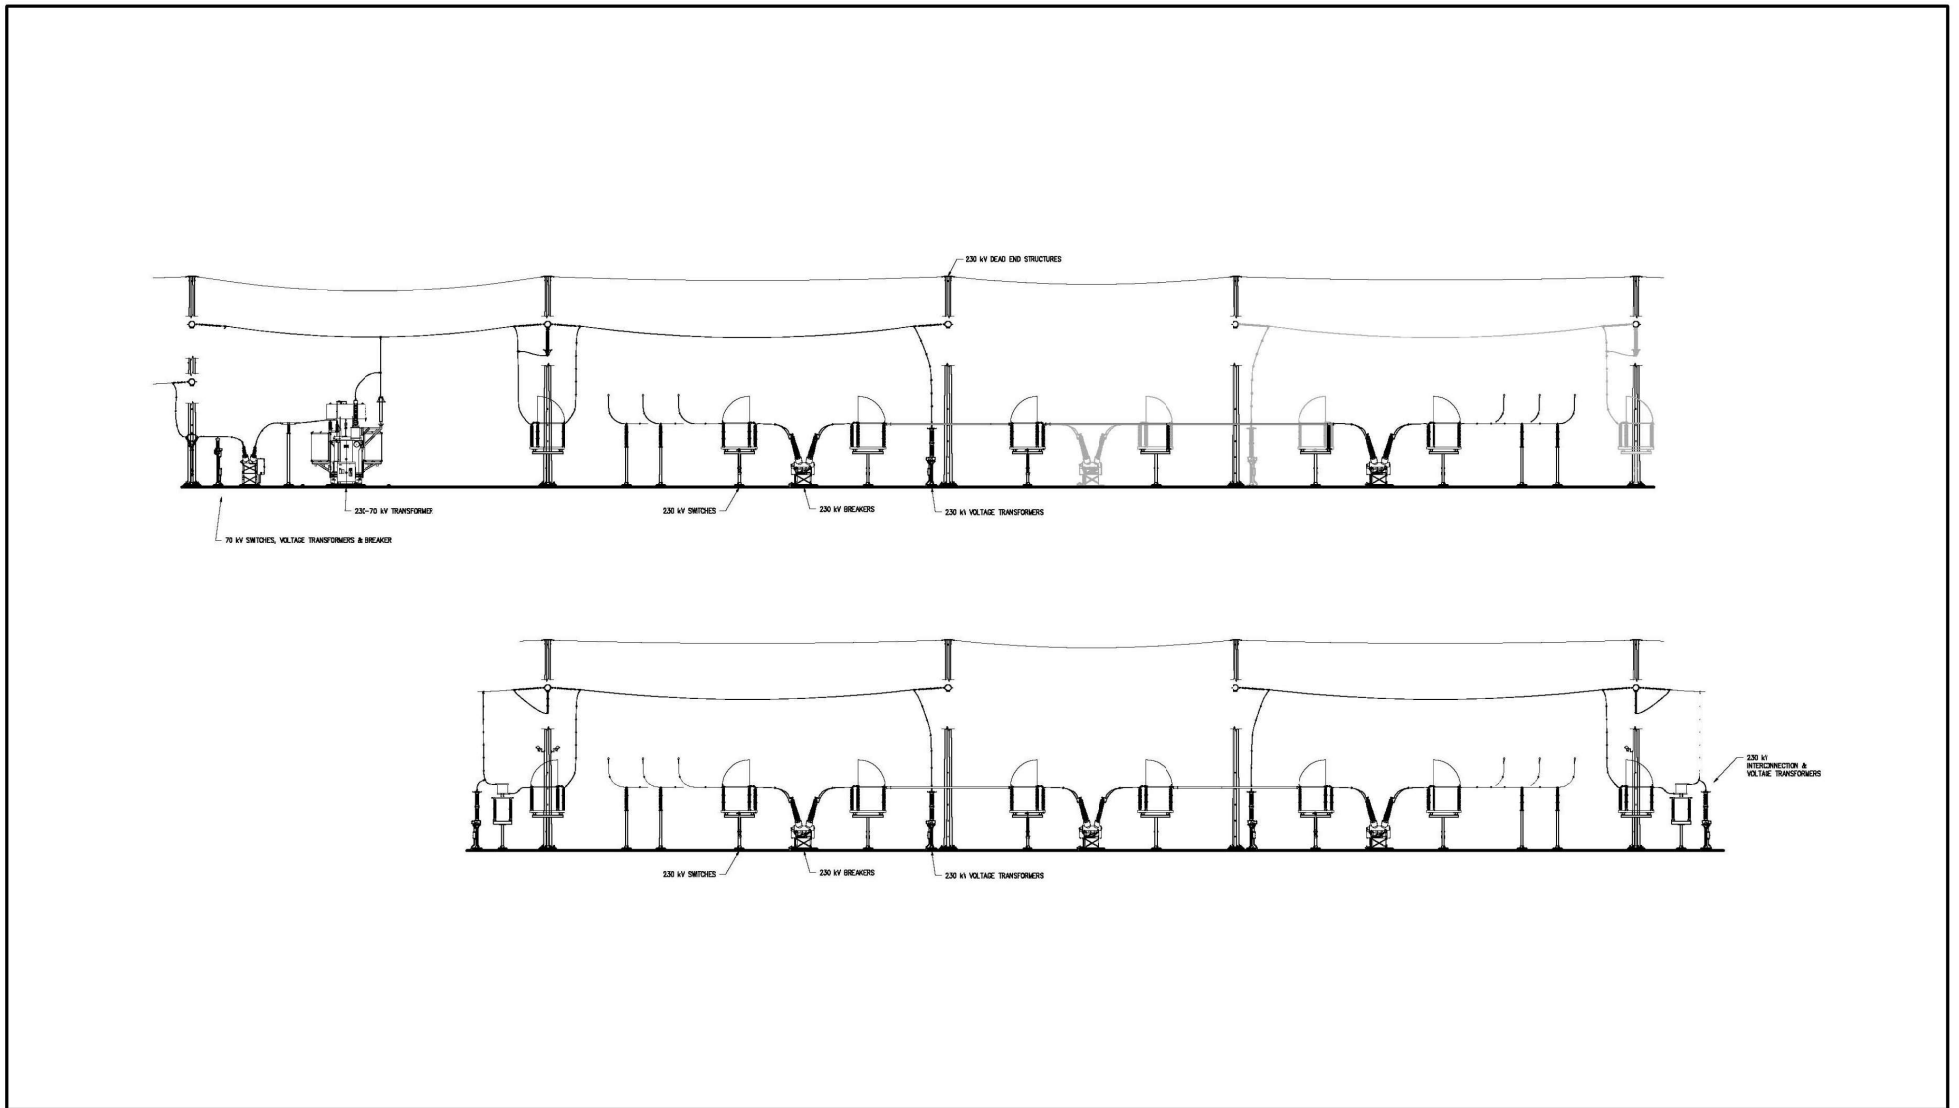 230 kV DEAD END STRUCTURES
230-70 kV TRANSFORMER
230 kV SWITCHES
230 kV BREAKERS
230 kV VOLTAGE TRANSFORMERS
70 kV SWITCHES, VOLTAGE TRANSFORMERS & BREAKER
230 kV
INTERCONNECTION &
VOLTAGE TRANSFORMERS
230 kV SWITCHES
230 kV BREAKERS
230 kV VOLTAGE TRANSFORMERS